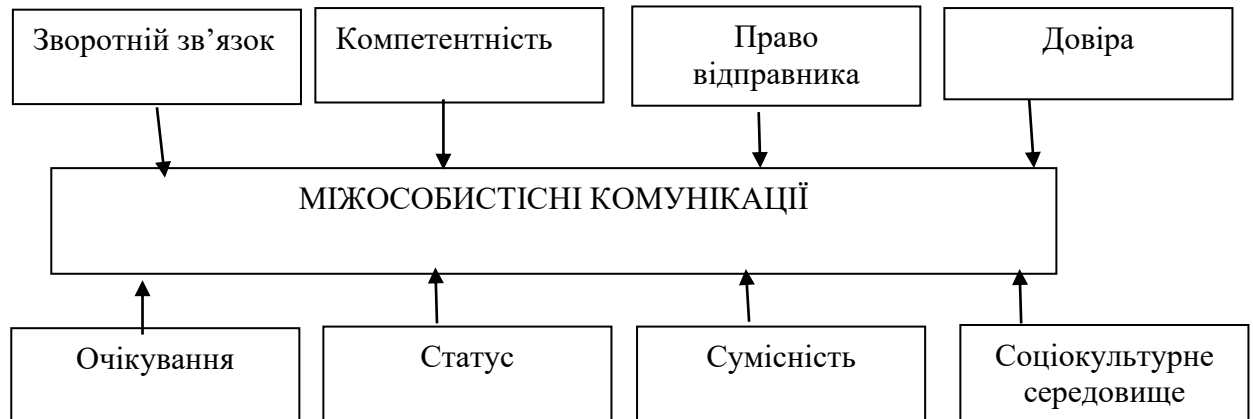 Зворотній зв’язок
Компетентність
Право
відправника
Довіра
МІЖОСОБИСТІСНІ КОМУНІКАЦІЇ
Очікування
Статус
Сумісність
Соціокультурне
середовище